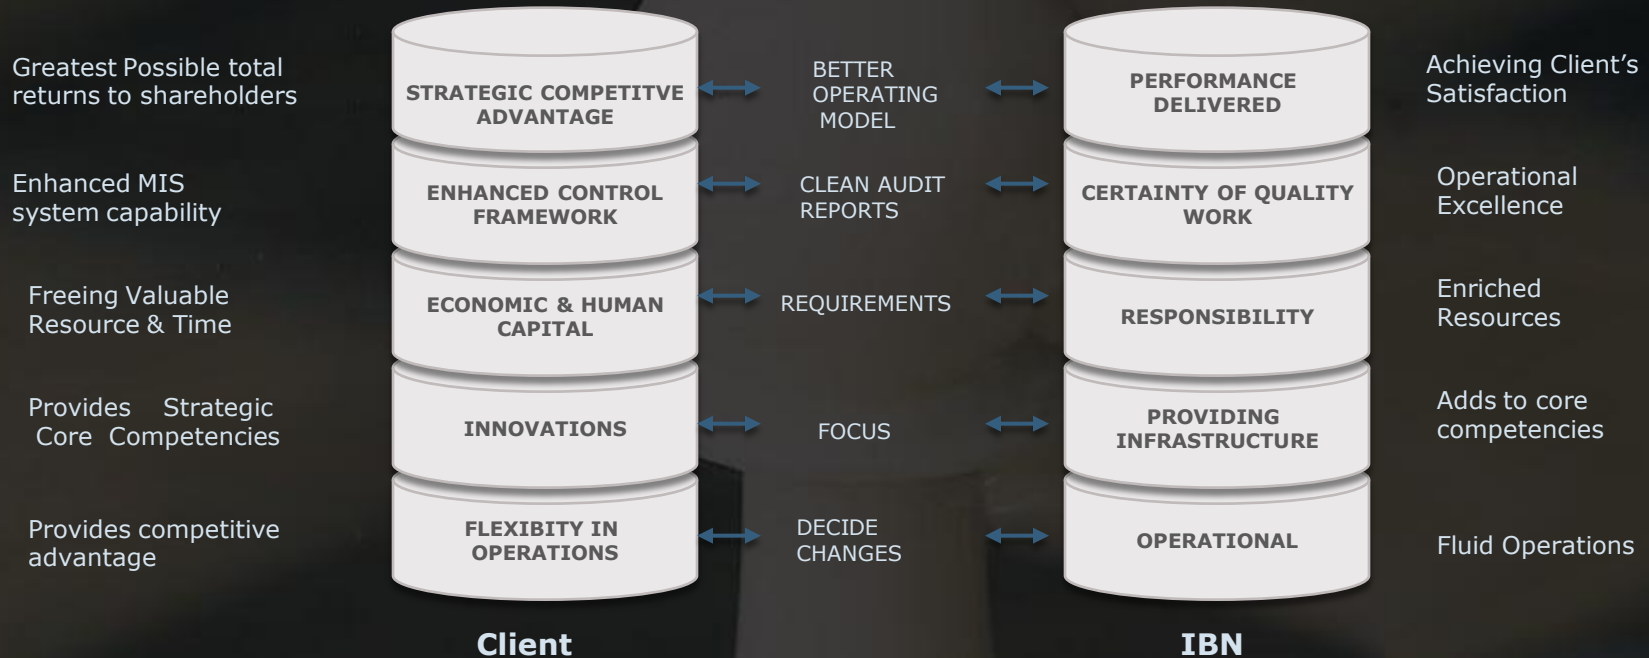 Greatest Possible total
returns to shareholders
STRATEGIC COMPETITVE
ADVANTAGE
BETTER
OPERATING
MODEL
PERFORMANCE
DELIVERED
Achieving Client's
Satisfaction
Enhanced MIS
system capability
ENHANCED CONTROL
FRAMEWORK
CLEAN AUDIT
REPORTS
CERTAINTY OF QUALITY
WORK
Operational
Excellence
Freeing Valuable
Resource & Time
ECONOMIC & HUMAN
CAPITAL
REQUIREMENTS
RESPONSIBILITY
Enriched
Resources
Provides Strategic
Core Competencies
INNOVATIONS
FOCUS
PROVIDING
INFRASTRUCTURE
Adds to core
competencies
Provides competitive
advantage
FLEXIBITY IN
OPERATIONS
DECIDE
CHANGES
OPERATIONAL
Fluid Operations
Client
IBN